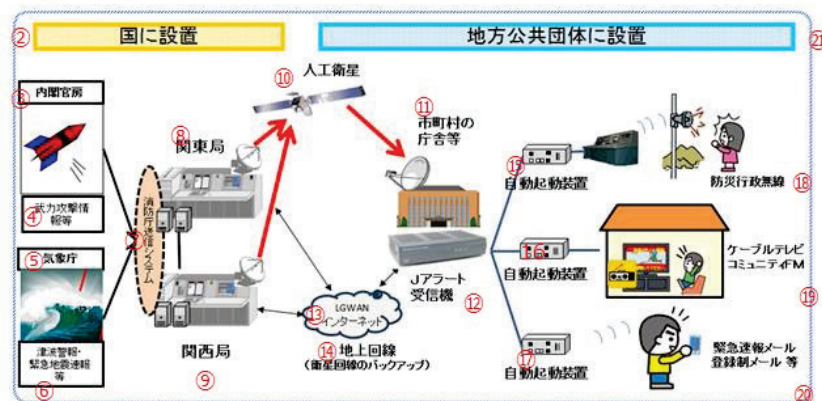 ② 国に設置
地方公共団体に設置 ㉑
③ 内閣官房
④ 武力攻撃情
報等
⑤ 気象庁
津波警報・
緊急地震速報
等
⑥
消防庁送信システム
⑧
関東局
関西局
⑨
⑩ 人工衛星
⑪
市町村の
庁舎等
Jアラート
受信機 ⑫
LGWAN
⑬ インターネット
⑭ 地上回線
(衛星回線のバックアップ)
⑮
自動起動装置
⑯
自動起動装置
⑰
自動起動装置
防災行政無線 ⑱
ケーブルテレビ
コミュニティFM
⑲
緊急速報メール
登録制メール 等
⑳